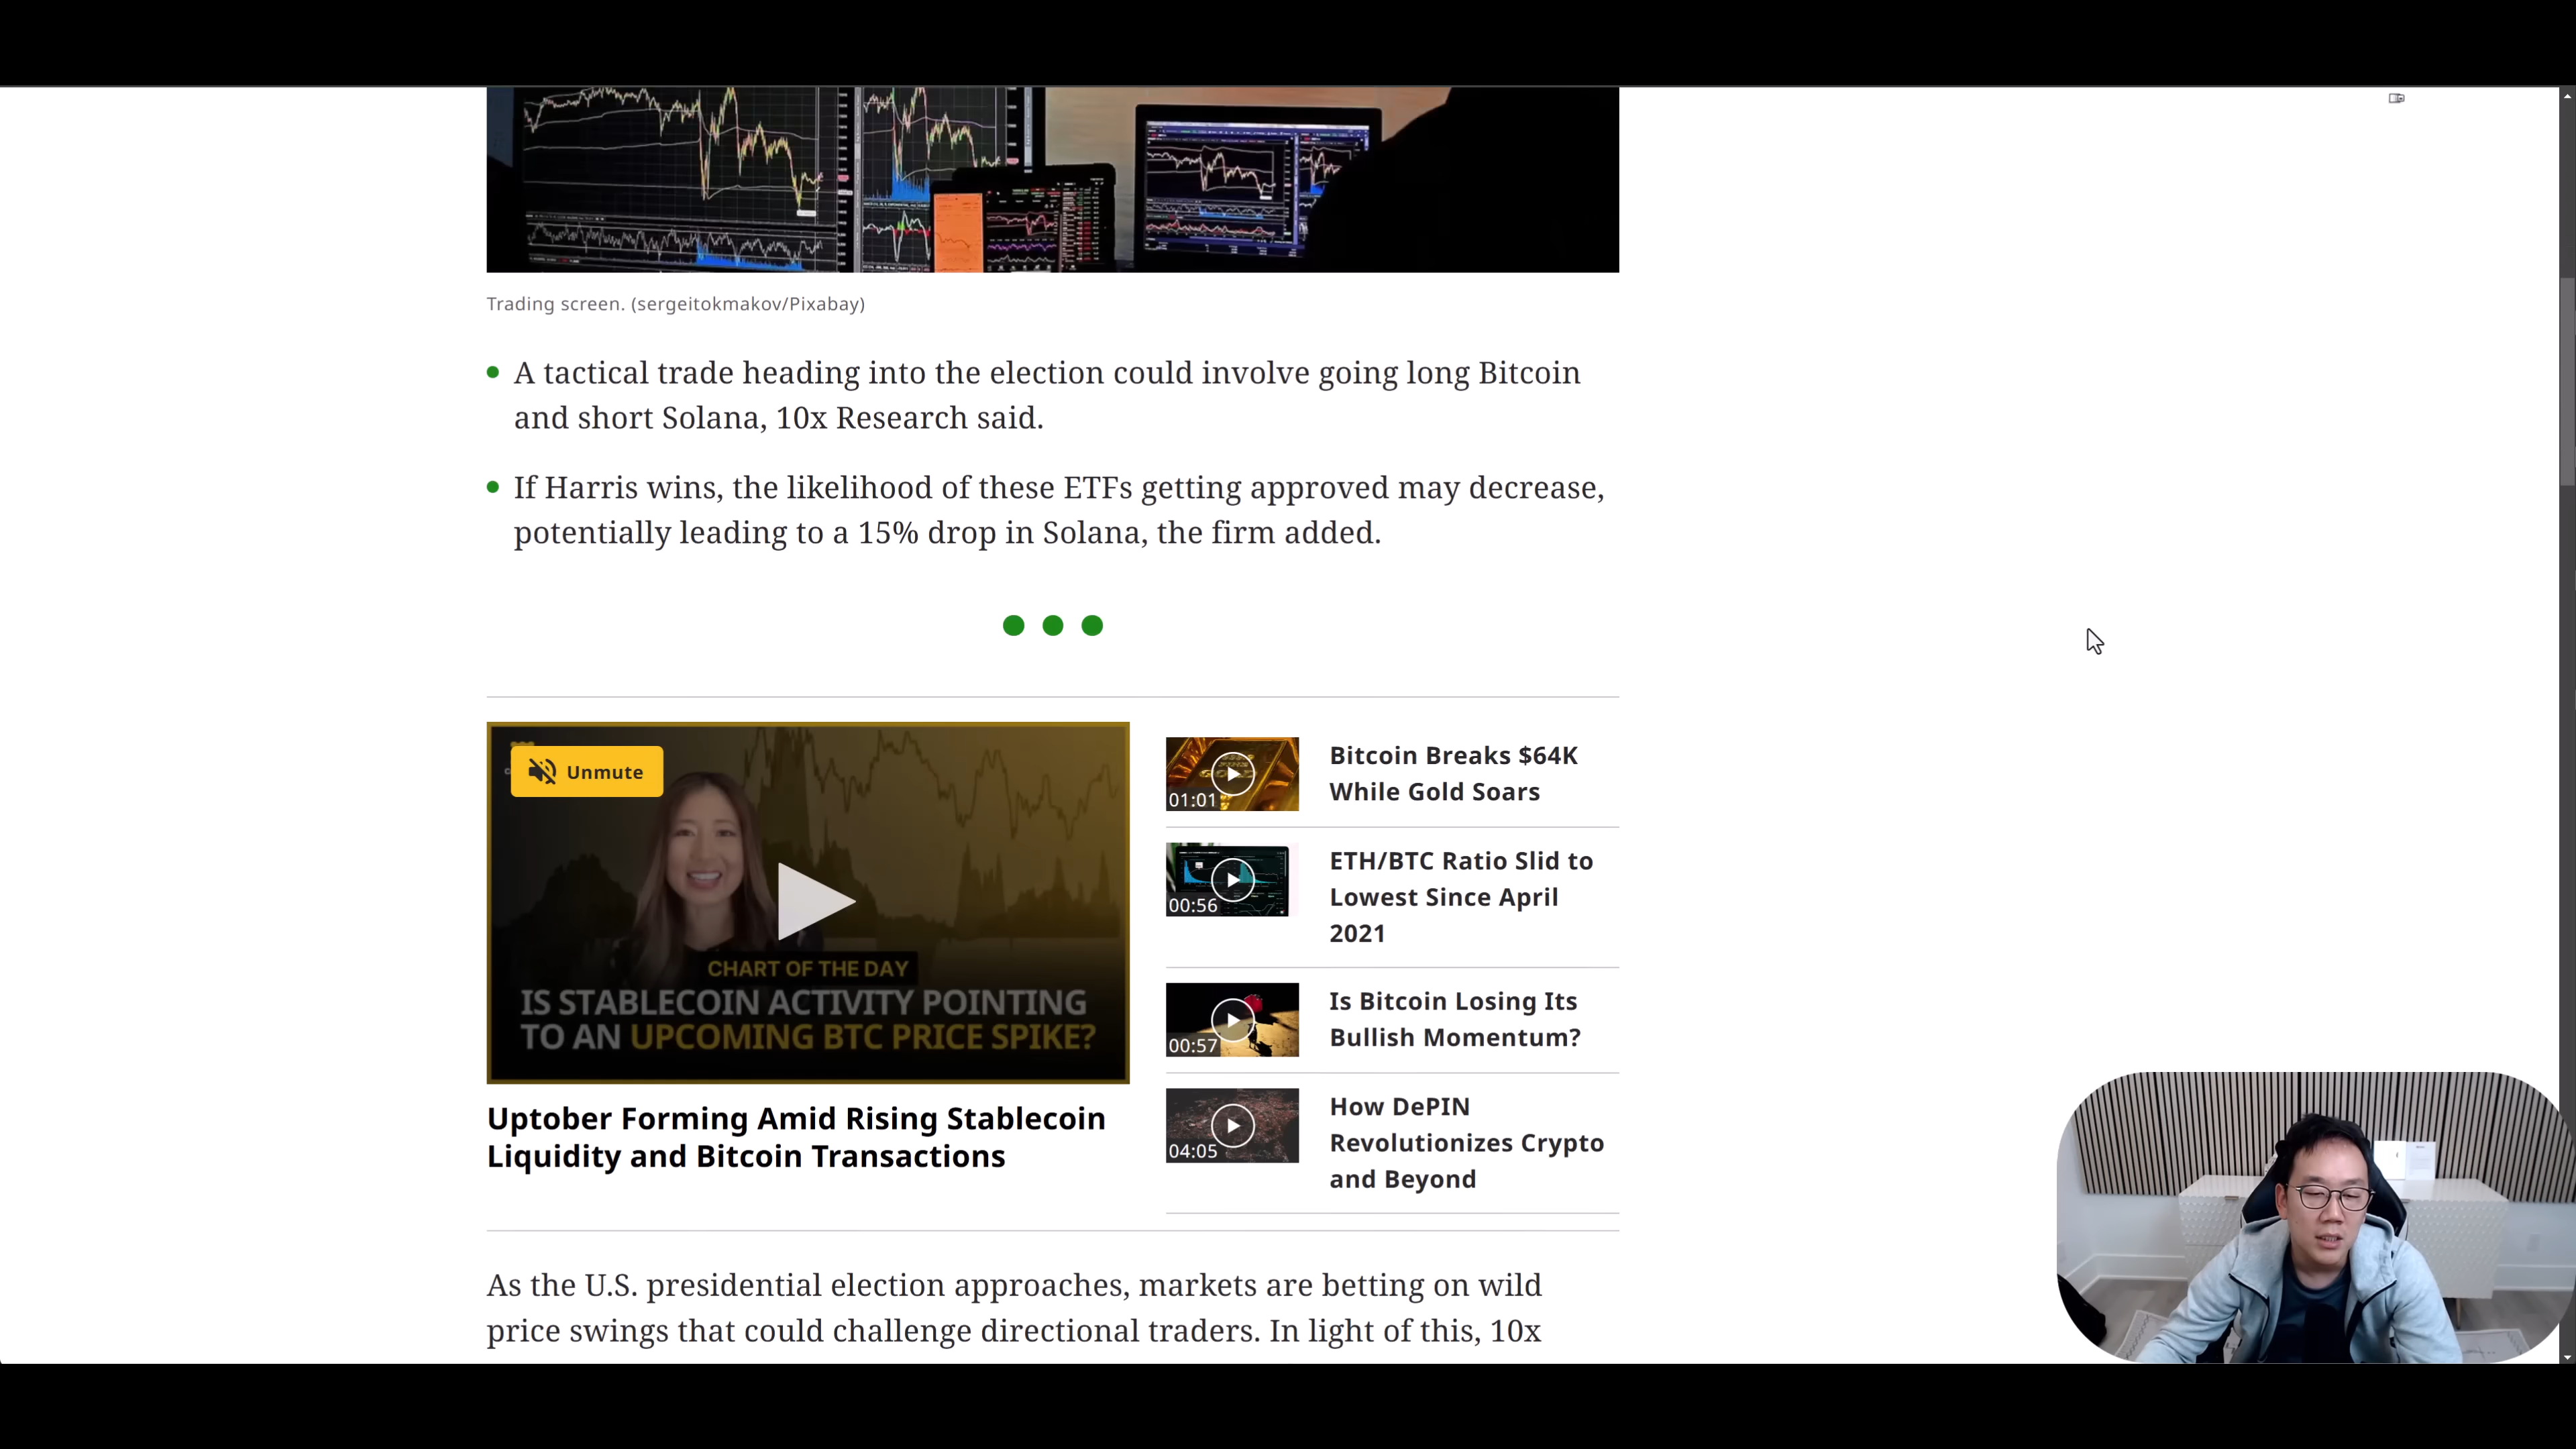 Trading screen. (sergeitokmakov/Pixabay)
A tactical trade heading into the election could involve going long Bitcoin
and short Solana, 10x Research said.
If Harris wins, the likelihood of these ETFs getting approved may decrease,
potentially leading to a 15% drop in Solana, the firm added.
Unmute
CHART OF THE DAY
IS STABLECOIN ACTIVITY POINTING
TO AN UPCOMING BTC PRICE SPIKE?
Uptober Forming Amid Rising Stablecoin
Liquidity and Bitcoin Transactions
01:01
Bitcoin Breaks $64K
While Gold Soars
00:56
ETH/BTC Ratio Slid to
Lowest Since April
2021
00:57
Is Bitcoin Losing Its
Bullish Momentum?
04:05
How DePIN
Revolutionizes Crypto
and Beyond
As the U.S. presidential election approaches, markets are betting on wild
price swings that could challenge directional traders. In light of this, 10x